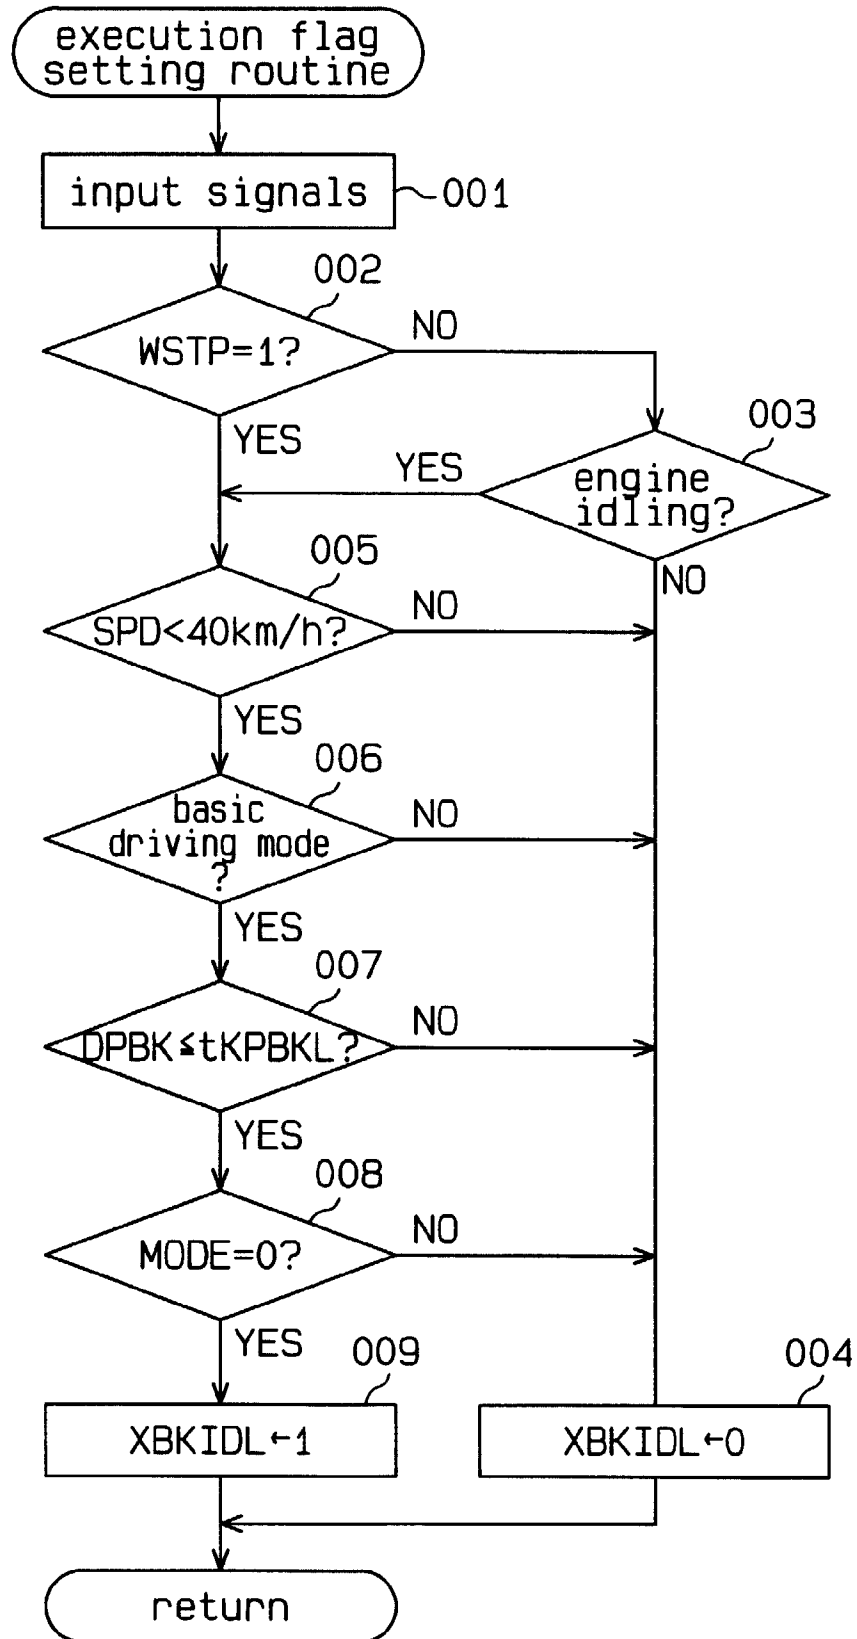 execution flag
setting routine
input signals
001
002
WSTP=1?
NO
YES
003
engine
idling?
YES
NO
005
SPD<40km/h?
NO
YES
006
basic
driving mode
?
NO
YES
007
DPBK≦tKPBKL?
NO
YES
008
MODE=0?
NO
YES
009
XBKIDL←1
004
XBKIDL←0
return